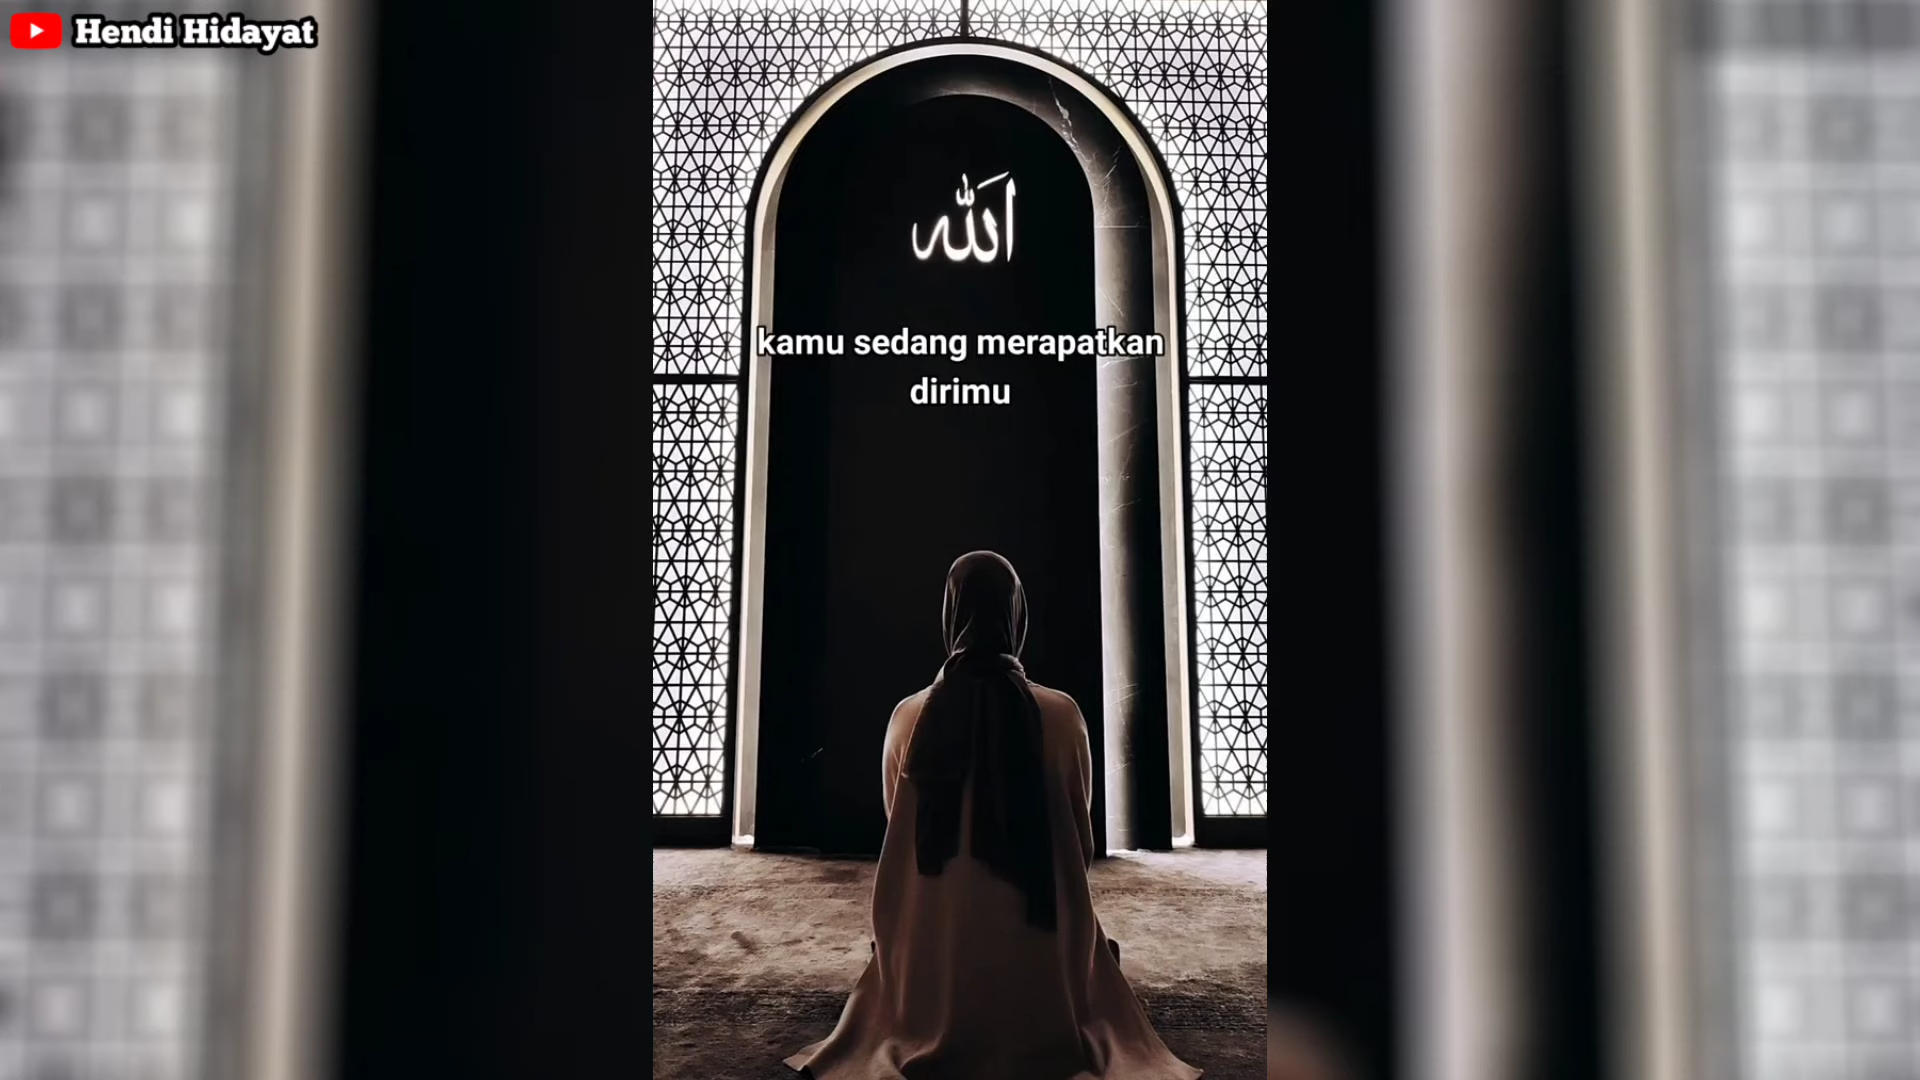 Hendi Hidayat
الله
kamu sedang merapatkan
dirimu